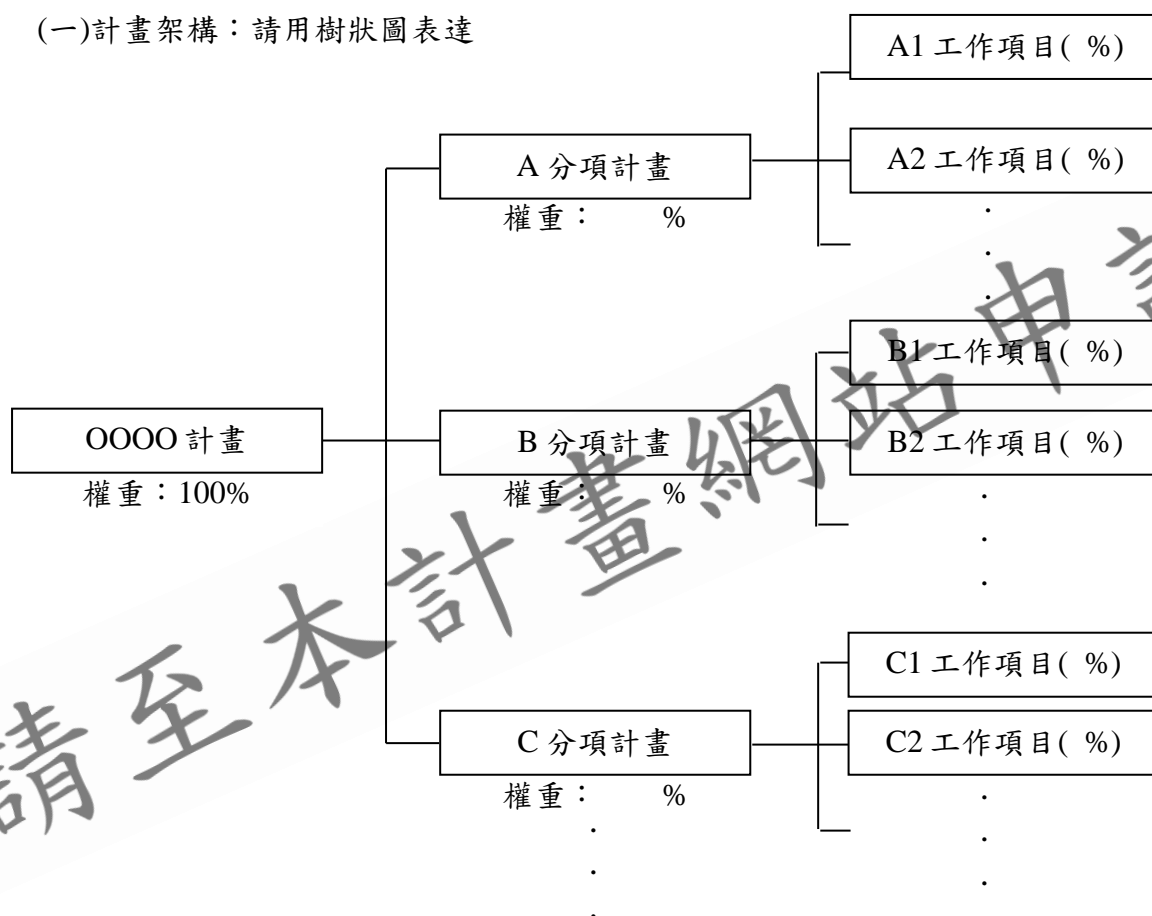 (一)計畫架構：請用樹狀圖表達
A1 工作項目( %)
A2 工作項目( %)
A 分項計畫
權重： %
B1 工作項目( %)
B2 工作項目( %)
OOOO 計畫
權重：100%
B 分項計畫
權重： %
C1 工作項目( %)
C2 工作項目( %)
C 分項計畫
權重： %
請至本計畫網站申